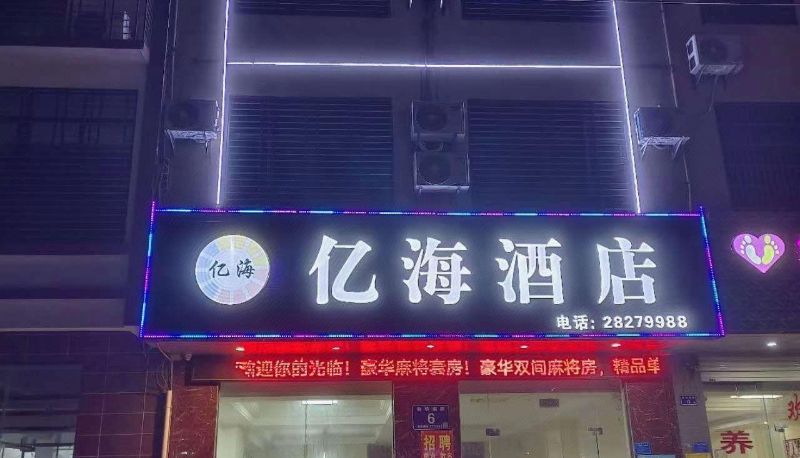 亿海
亿海酒店
电话: 28279988
欢迎你的光临！豪华麻将套房！豪华双间麻将房，精品单
6
招聘
养
欢